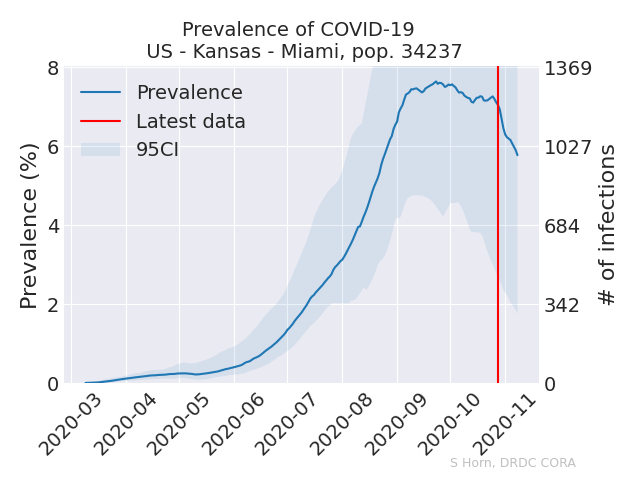 Prevalence of COVID-19
US - Kansas - Miami, pop. 34237
Prevalence (%)
8
6
4
2
0
Prevalence
Latest data
95CI
1369
1027
684
342
0
# of infections
2020-03
2020-04
2020-05
2020-06
2020-07
2020-08
2020-09
2020-10
2020-11
S Horn, DRDC CORA